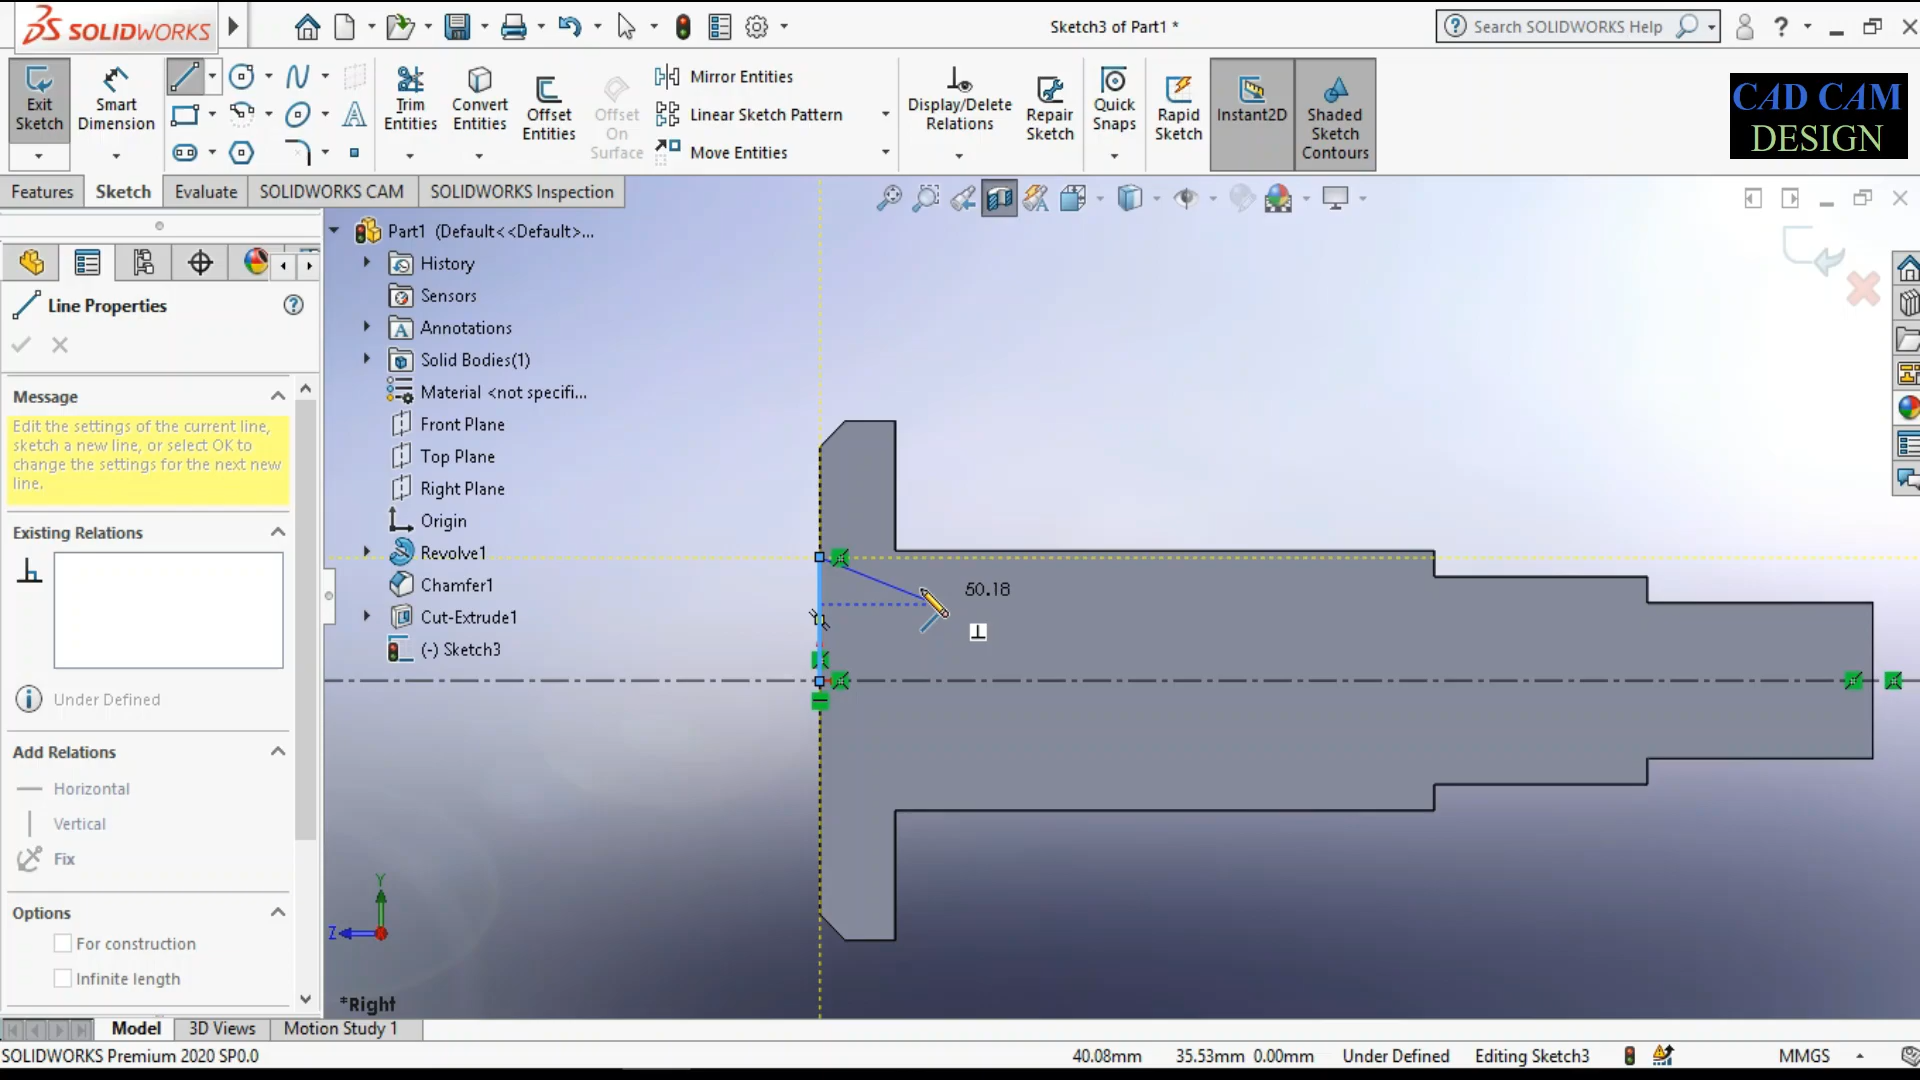 SOLIDWORKS
Sketch3 of Part1 *
Search SOLIDWORKS Help
?
Exit
Sketch
Smart
Dimension
Trim
Entities
Convert
Entities
Offset
Entities
Offset
On
Surface
Mirror Entities
Linear Sketch Pattern
Move Entities
Display/Delete
Relations
Repair
Sketch
Quick
Snaps
Rapid
Sketch
Instant2D
Shaded
Sketch
Contours
CAD CAM
DESIGN
Features
Sketch
Evaluate
SOLIDWORKS CAM
SOLIDWORKS Inspection
Part1 (Default<<Default>...
History
Sensors
Annotations
Solid Bodies(1)
Material <not specifi...
Front Plane
Top Plane
Right Plane
Origin
Revolve1
Chamfer1
Cut-Extrude1
(-) Sketch3
Line Properties
?
Message
Edit the settings of the current line,
sketch a new line, or select OK to
change the settings for the next new
line.
Existing Relations
Under Defined
Add Relations
Horizontal
Vertical
Fix
Options
For construction
Infinite length
50.18
Y
Z
*Right
Model
3D Views
Motion Study 1
SOLIDWORKS Premium 2020 SP0.0
40.08mm
35.53mm
0.00mm
Under Defined
Editing Sketch3
MMGS